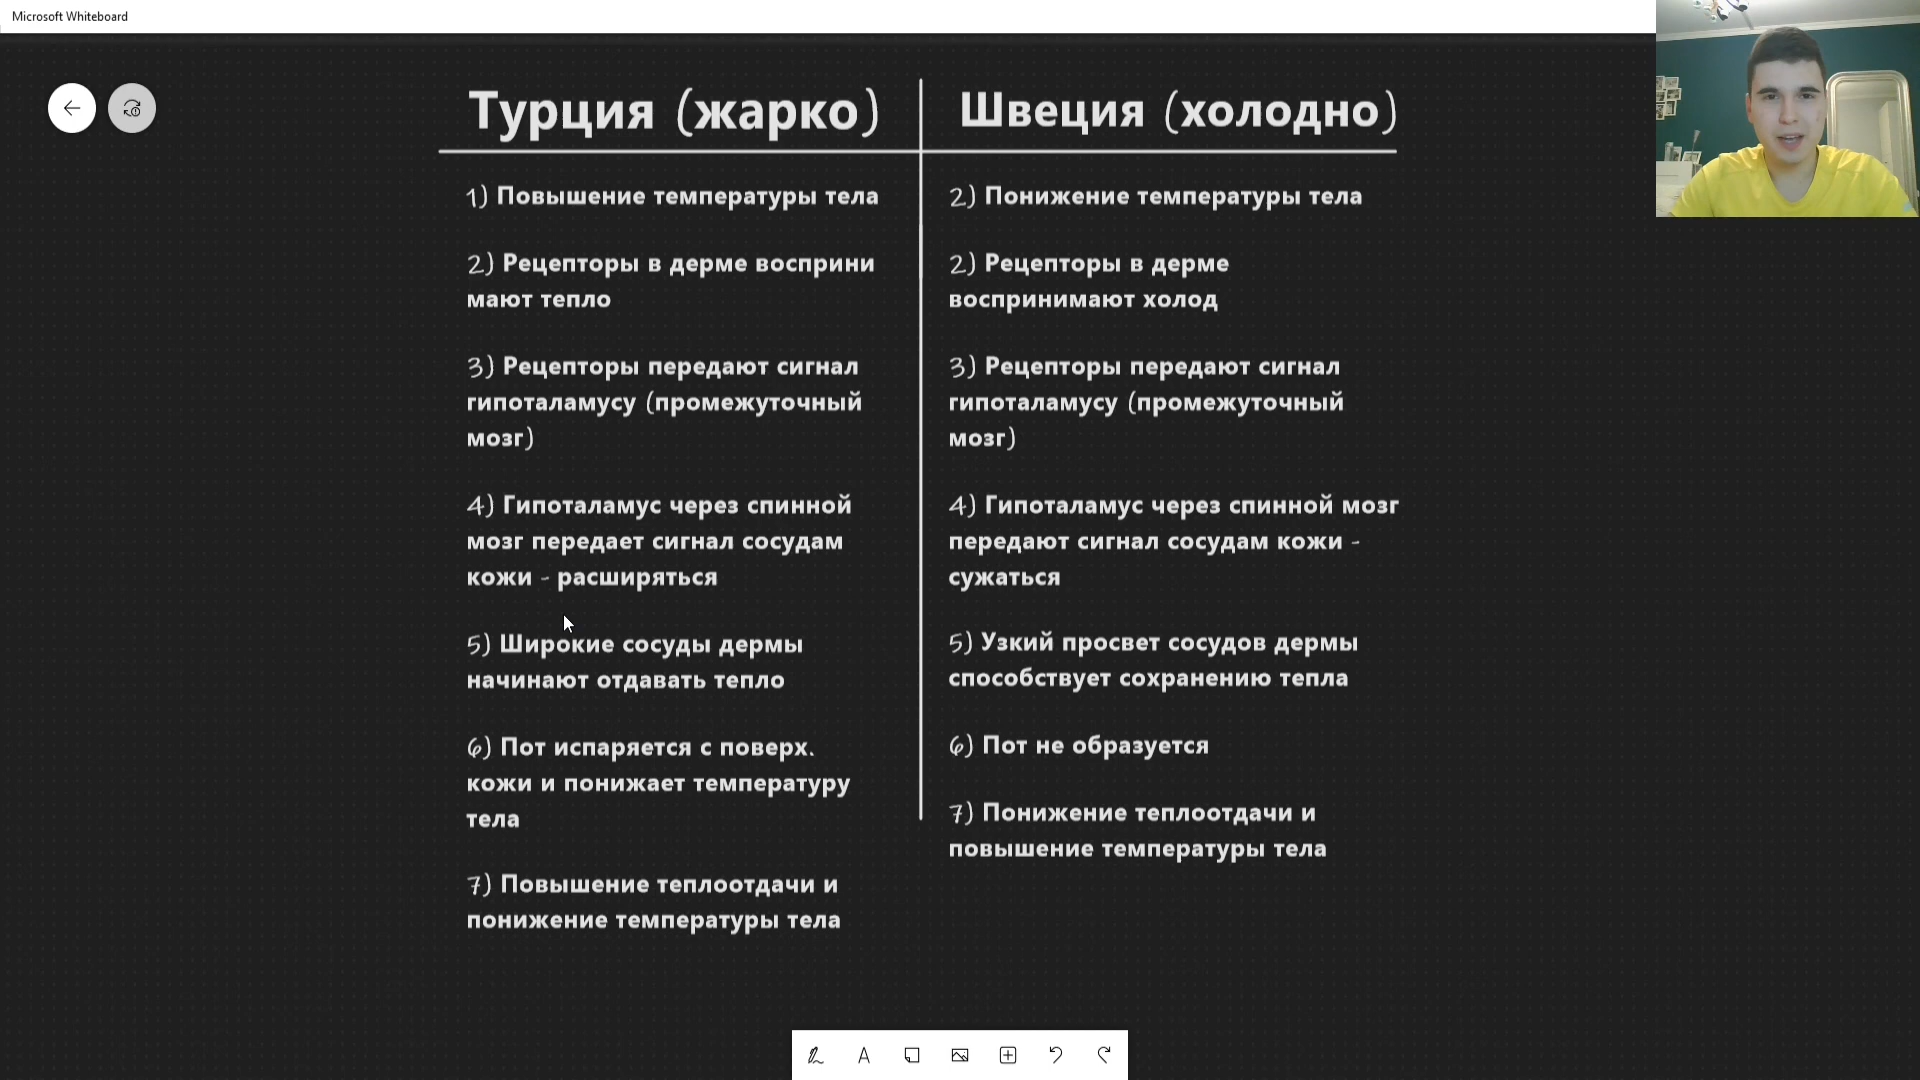 Microsoft Whiteboard
Турция (жарко)
1) Повышение температуры тела
2) Рецепторы в дерме восприни
мают тепло
3) Рецепторы передают сигнал
гипоталамусу (промежуточный
мозг)
4) Гипоталамус через спинной
мозг передает сигнал сосудам
кожи - расширяться
5) Широкие сосуды дермы
начинают отдавать тепло
6) Пот испаряется с поверх.
кожи и понижает температуру
тела
7) Повышение теплоотдачи и
понижение температуры тела
Швеция (холодно)
2) Понижение температуры тела
2) Рецепторы в дерме
воспринимают холод
3) Рецепторы передают сигнал
гипоталамусу (промежуточный
мозг)
4) Гипоталамус через спинной мозг
передают сигнал сосудам кожи -
сужаться
5) Узкий просвет сосудов дермы
способствует сохранению тепла
6) Пот не образуется
7) Понижение теплоотдачи и
повышение температуры тела